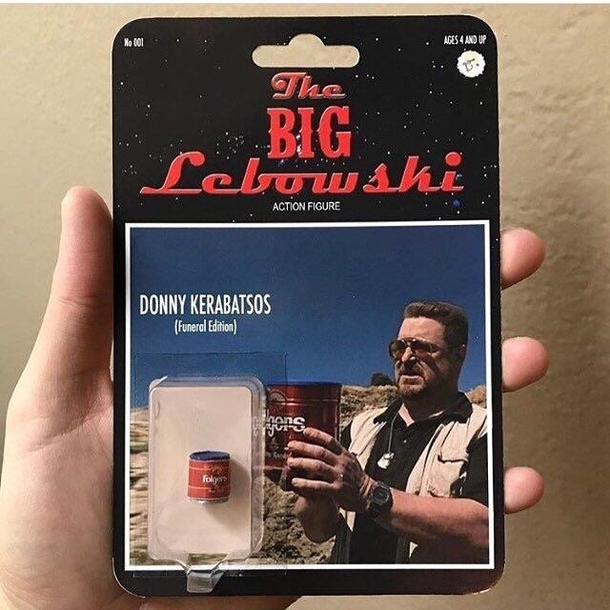 No 001
AGES 4 AND UP
The
BIG
Lebowski
ACTION FIGURE
DONNY KERABATSOS
(Funeral Edition)
Folgers
Folgers